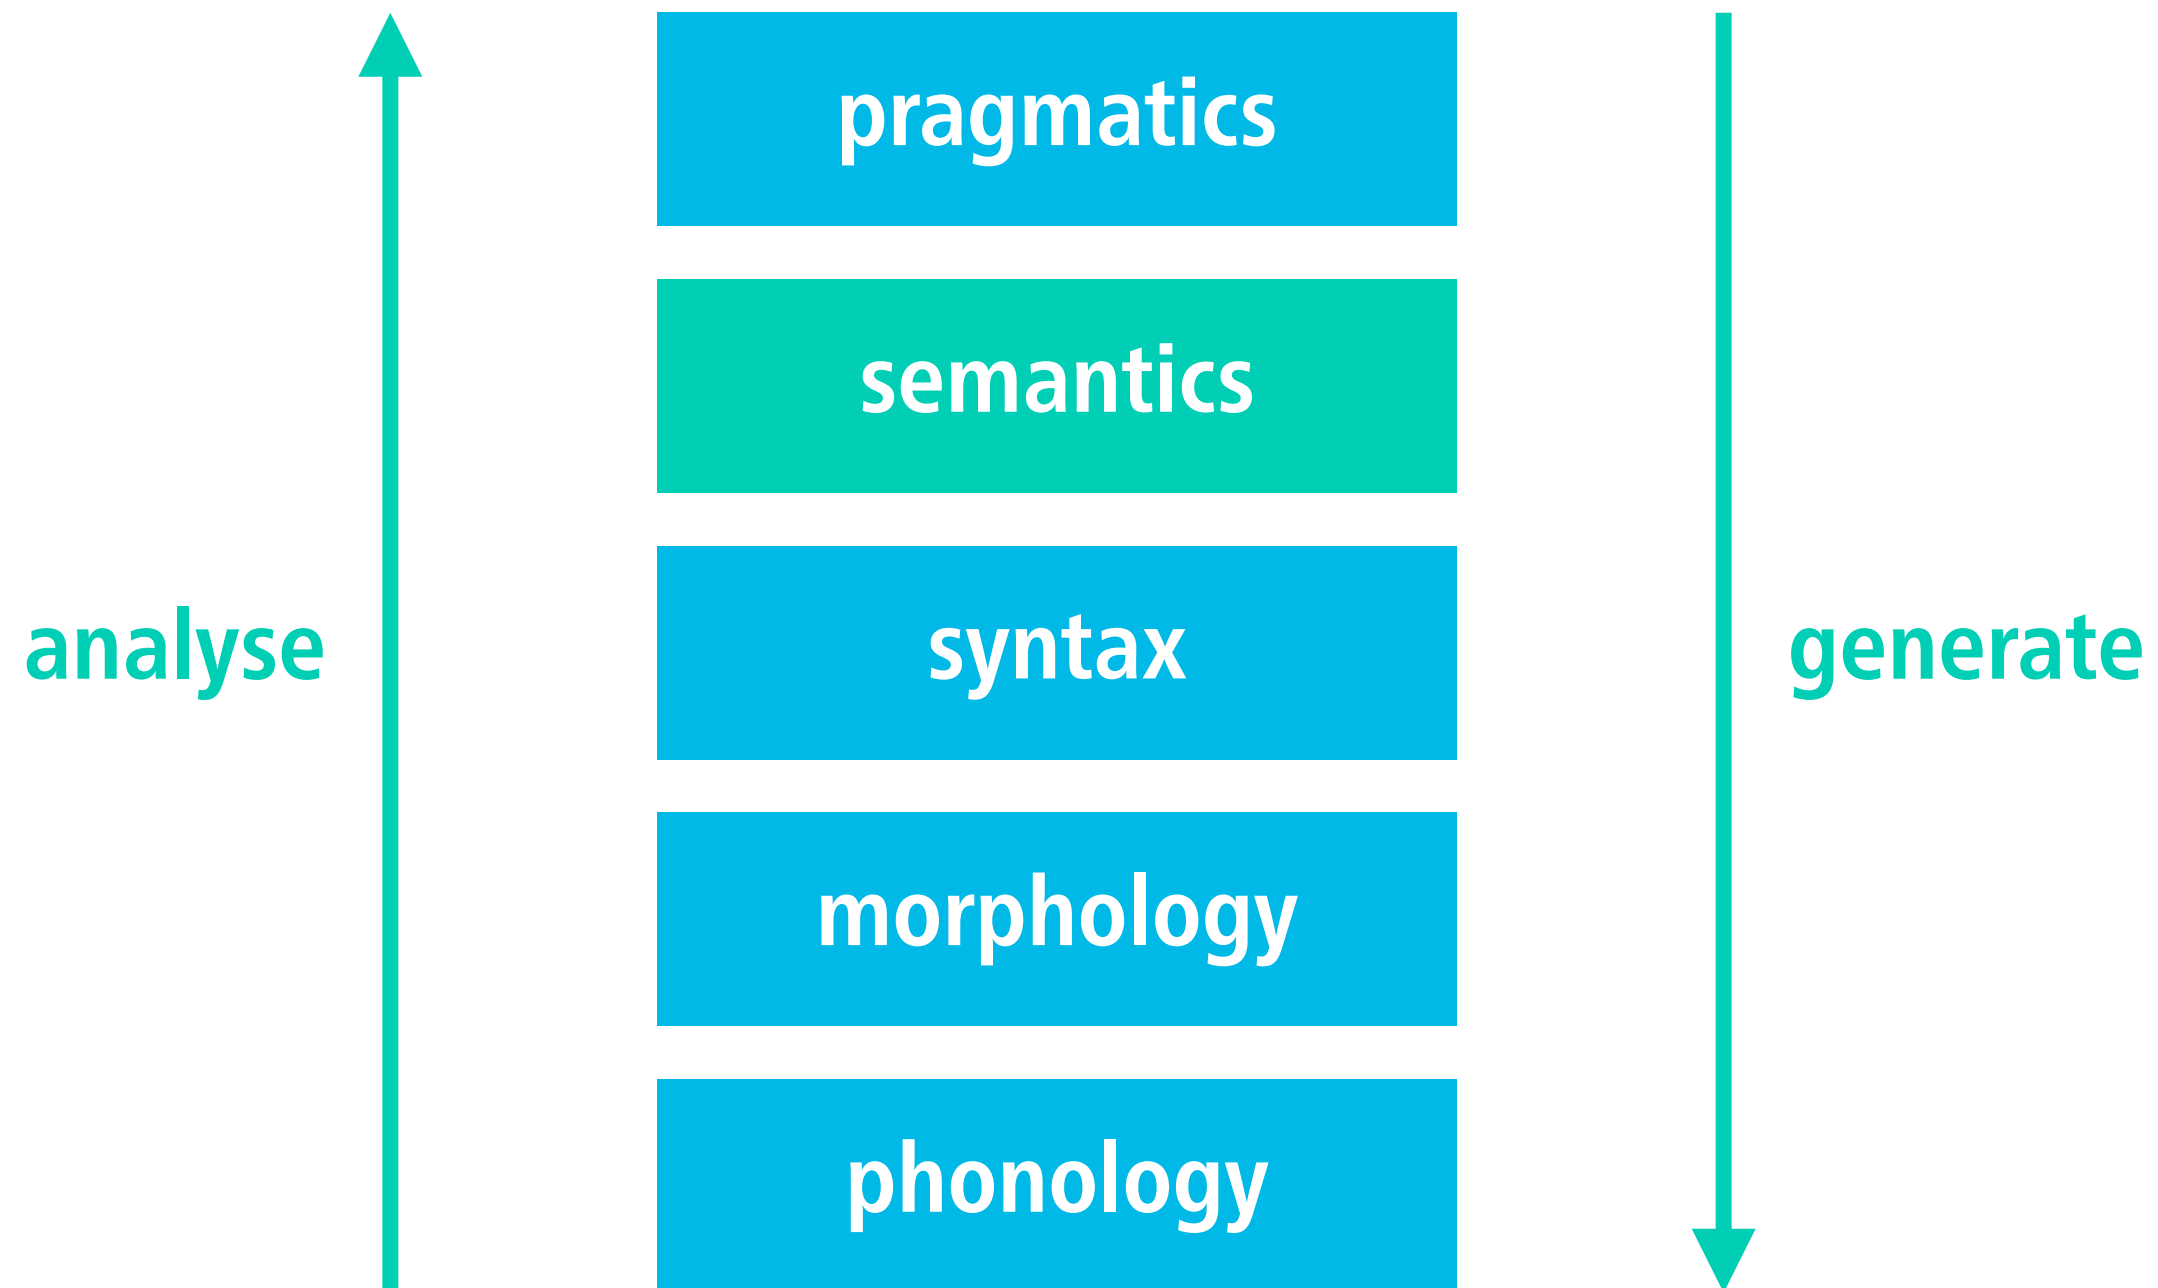 pragmatics
semantics
syntax
analyse
generate
morphology
phonology